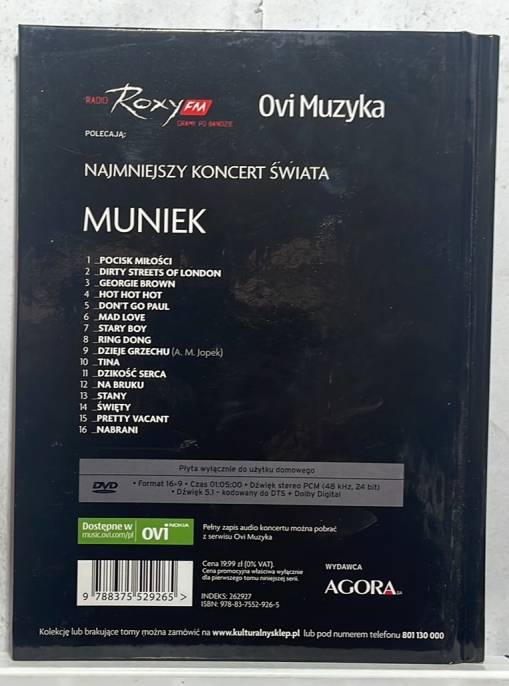 RADIO Roxy FM
GRAMY PO BANDZIE
Ovi Muzyka
POLECAJĄ:
NAJMNIEJSZY KONCERT ŚWIATA
MUNIEK
1 _POCISK MIŁOŚCI
2 _DIRTY STREETS OF LONDON
3 _GEORGIE BROWN
4 _HOT HOT HOT
5 _DON'T GO PAUL
6 _MAD LOVE
7 _STARY BOY
8 _RING DONG
9 _DZIEJE GRZECHU (A. M. Jopek)
10 _TINA
11 _DZIKOŚĆ SERCA
12 _NA BRUKU
13 _STANY
14 _ŚWIĘTY
15 _PRETTY VACANT
16 _NABRANI
Płyta wyłącznie do użytku domowego
DVD
• Format 16÷9 • Czas 01:05:00 • Dźwięk stereo PCM (48 kHz, 24 bit)
• Dźwięk 5.1 - kodowany do DTS + Dolby Digital
Dostępne w
music.ovi.com/pl
ovi NOKIA
Pełny zapis audio koncertu można pobrać
z serwisu Ovi Muzyka
Cena 19,99 zł (0% VAT).
Cena promocyjna właściwa wyłącznie
dla pierwszego tomu niniejszej serii.
INDEKS: 262927
ISBN: 978-83-7552-926-5
9 788375 529265 >
WYDAWCA
AGORA SA
Kolekcję lub brakujące tomy można zamówić na www.kulturalnysklep.pl lub pod numerem telefonu 801 130 000